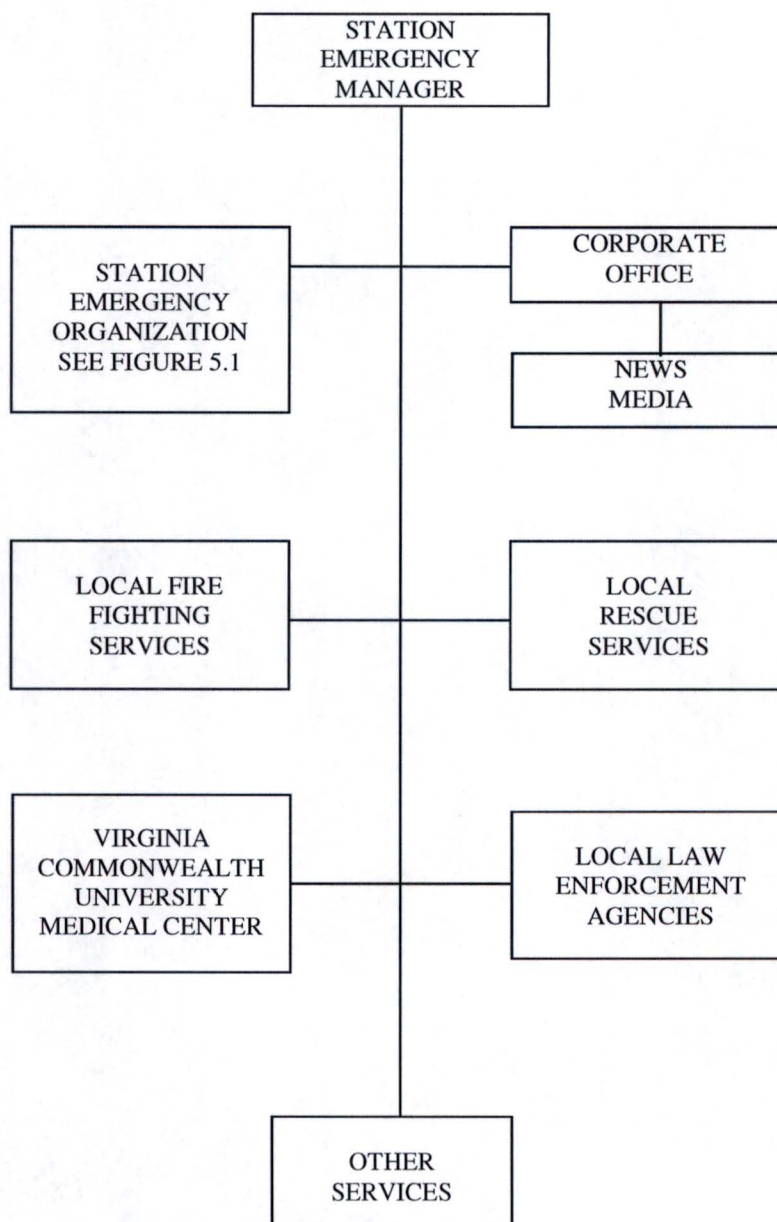 STATION
EMERGENCY
MANAGER
STATION
EMERGENCY
ORGANIZATION
SEE FIGURE 5.1
CORPORATE
OFFICE
NEWS
MEDIA
LOCAL FIRE
FIGHTING
SERVICES
LOCAL
RESCUE
SERVICES
VIRGINIA
COMMONWEALTH
UNIVERSITY
MEDICAL CENTER
LOCAL LAW
ENFORCEMENT
AGENCIES
OTHER
SERVICES